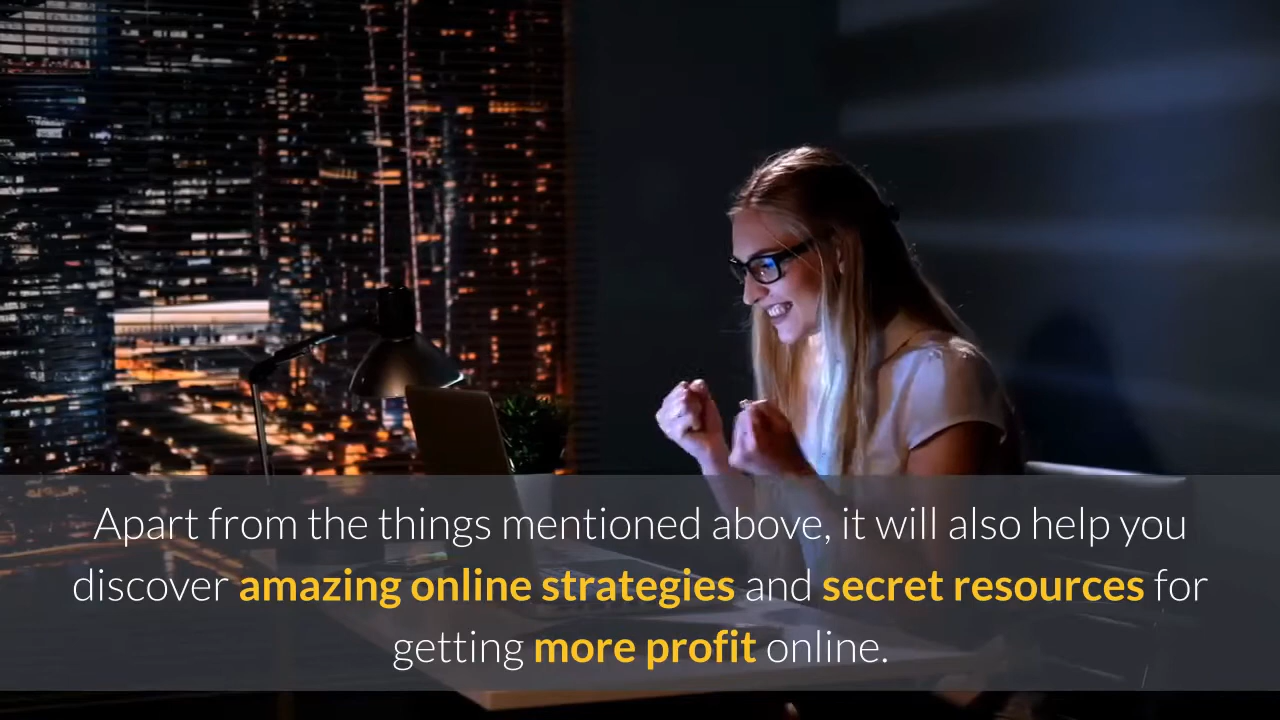 Apart from the things mentioned above, it will also help you
discover amazing online strategies and secret resources for
getting more profit online.